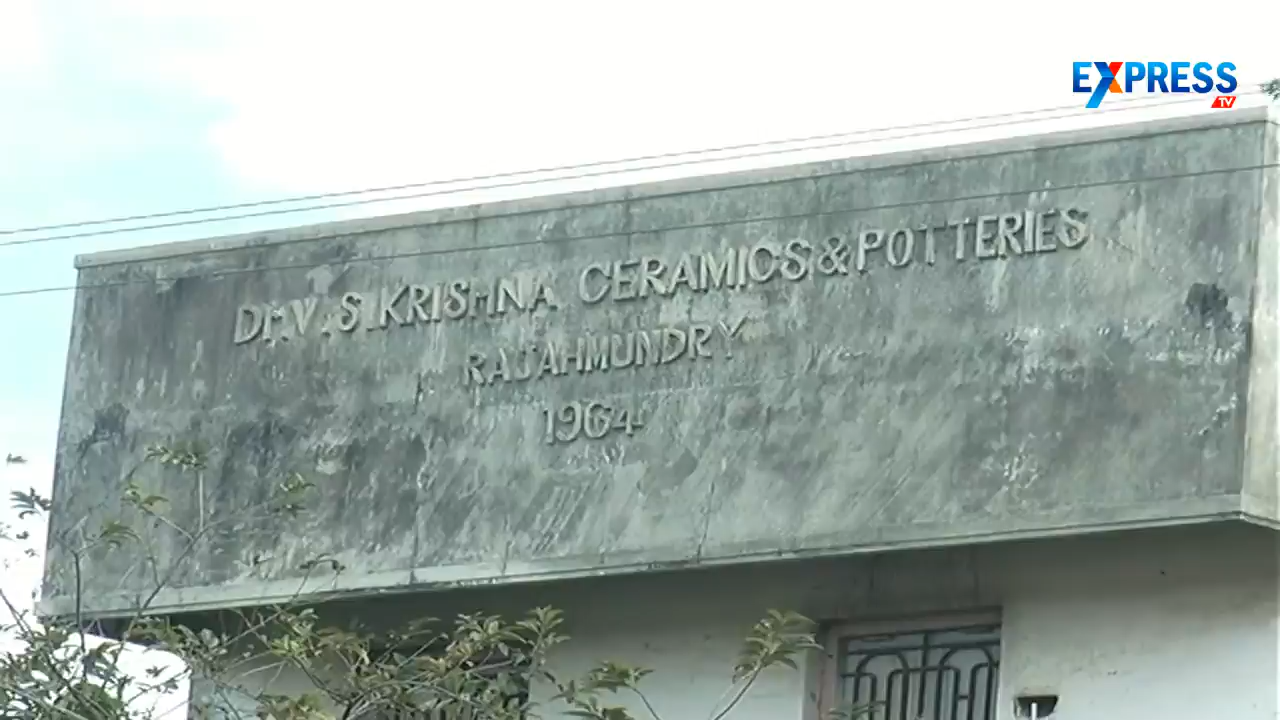 EXPRESS
TV
Dr.V.S.KRISHNA CERAMICS & POTTERIES
RAJAHMUNDRY
1964